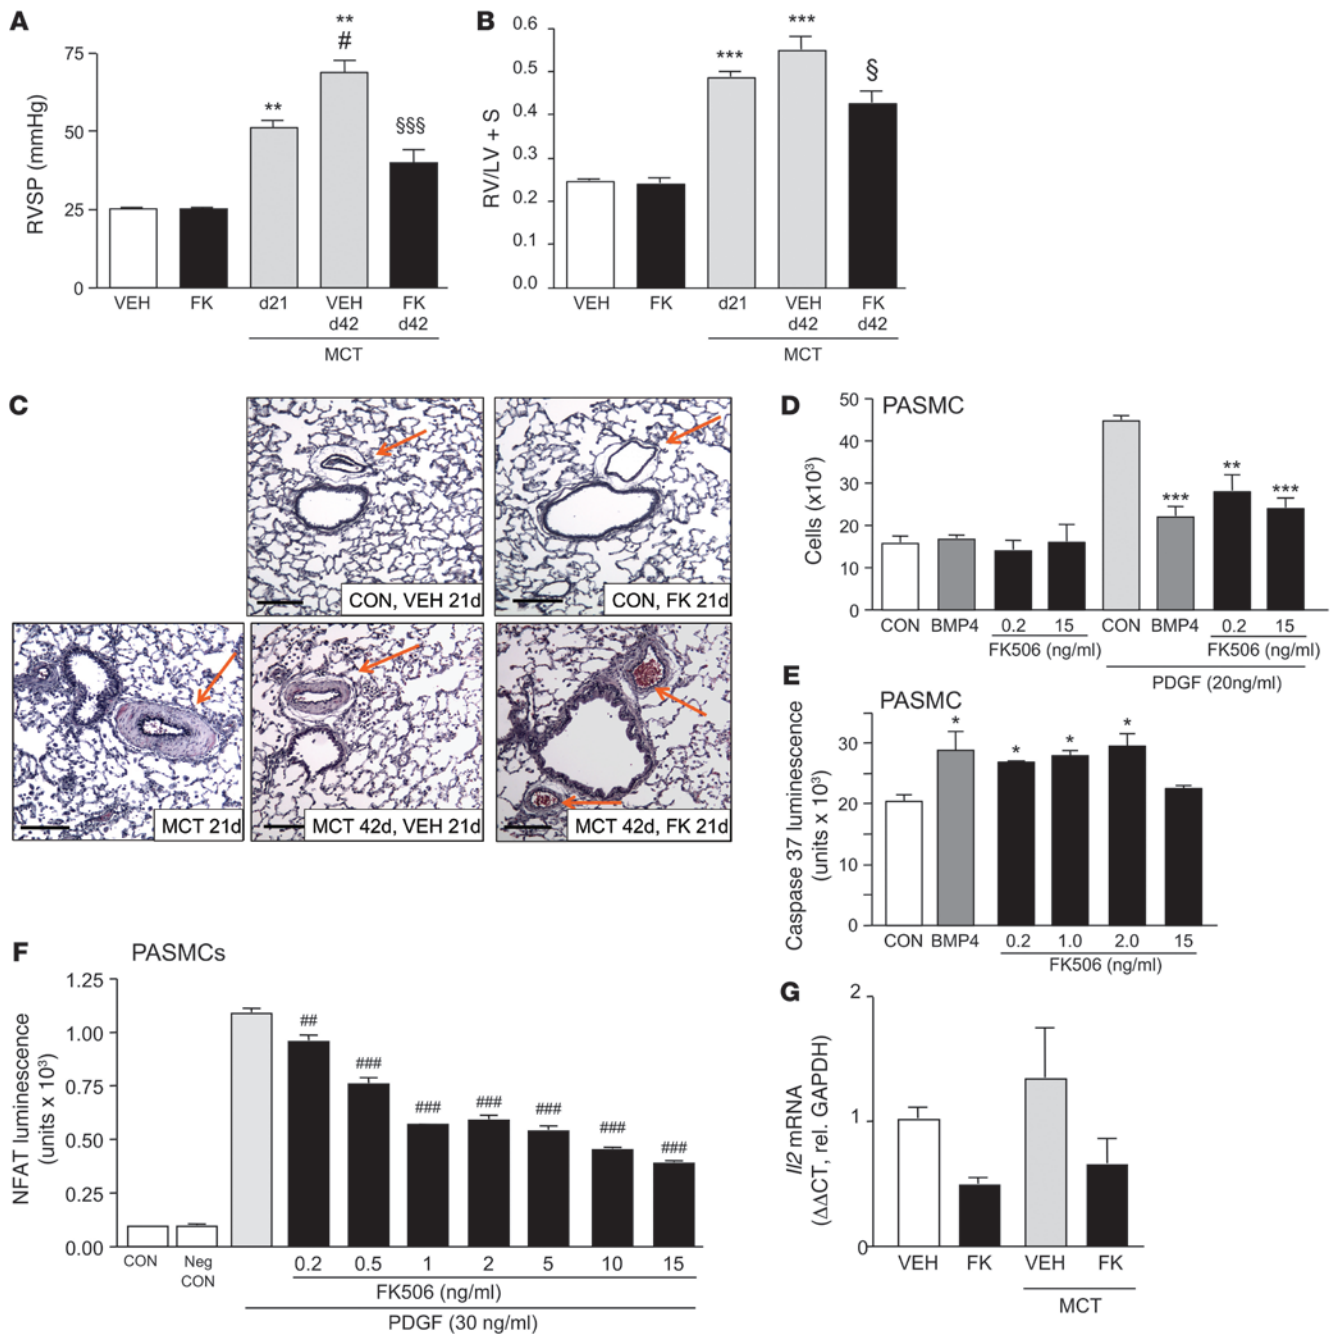 A
RVSP (mmHg)
75
50
25
0
**
**
#
§§§
VEH FK d21 VEH d42 FK d42
MCT
B
RV/LV + S
0.6
0.5
0.4
0.3
0.2
0.1
0.0
***
***
§
VEH FK d21 VEH d42 FK d42
MCT
C
CON, VEH 21d
CON, FK 21d
MCT 21d
MCT 42d, VEH 21d
MCT 42d, FK 21d
D
PASMC
Cells (x10³)
50
40
30
20
10
0
***
**
***
CON BMP4 0.2 15 CON BMP4 0.2 15
FK506 (ng/ml) FK506 (ng/ml)
PDGF (20ng/ml)
E
PASMC
Caspase 37 luminescence
(units x 10³)
30
20
10
0
*
*
*
*
CON BMP4 0.2 1.0 2.0 15
FK506 (ng/ml)
F
PASMCs
NFAT luminescence
(units x 10³)
1.25
1.00
0.75
0.50
0.25
0.00
##
###
###
###
###
###
###
CON Neg CON 0.2 0.5 1 2 5 10 15
FK506 (ng/ml)
PDGF (30 ng/ml)
G
Il2 mRNA
(ΔΔCT, rel. GAPDH)
2
1
0
VEH FK VEH FK
MCT